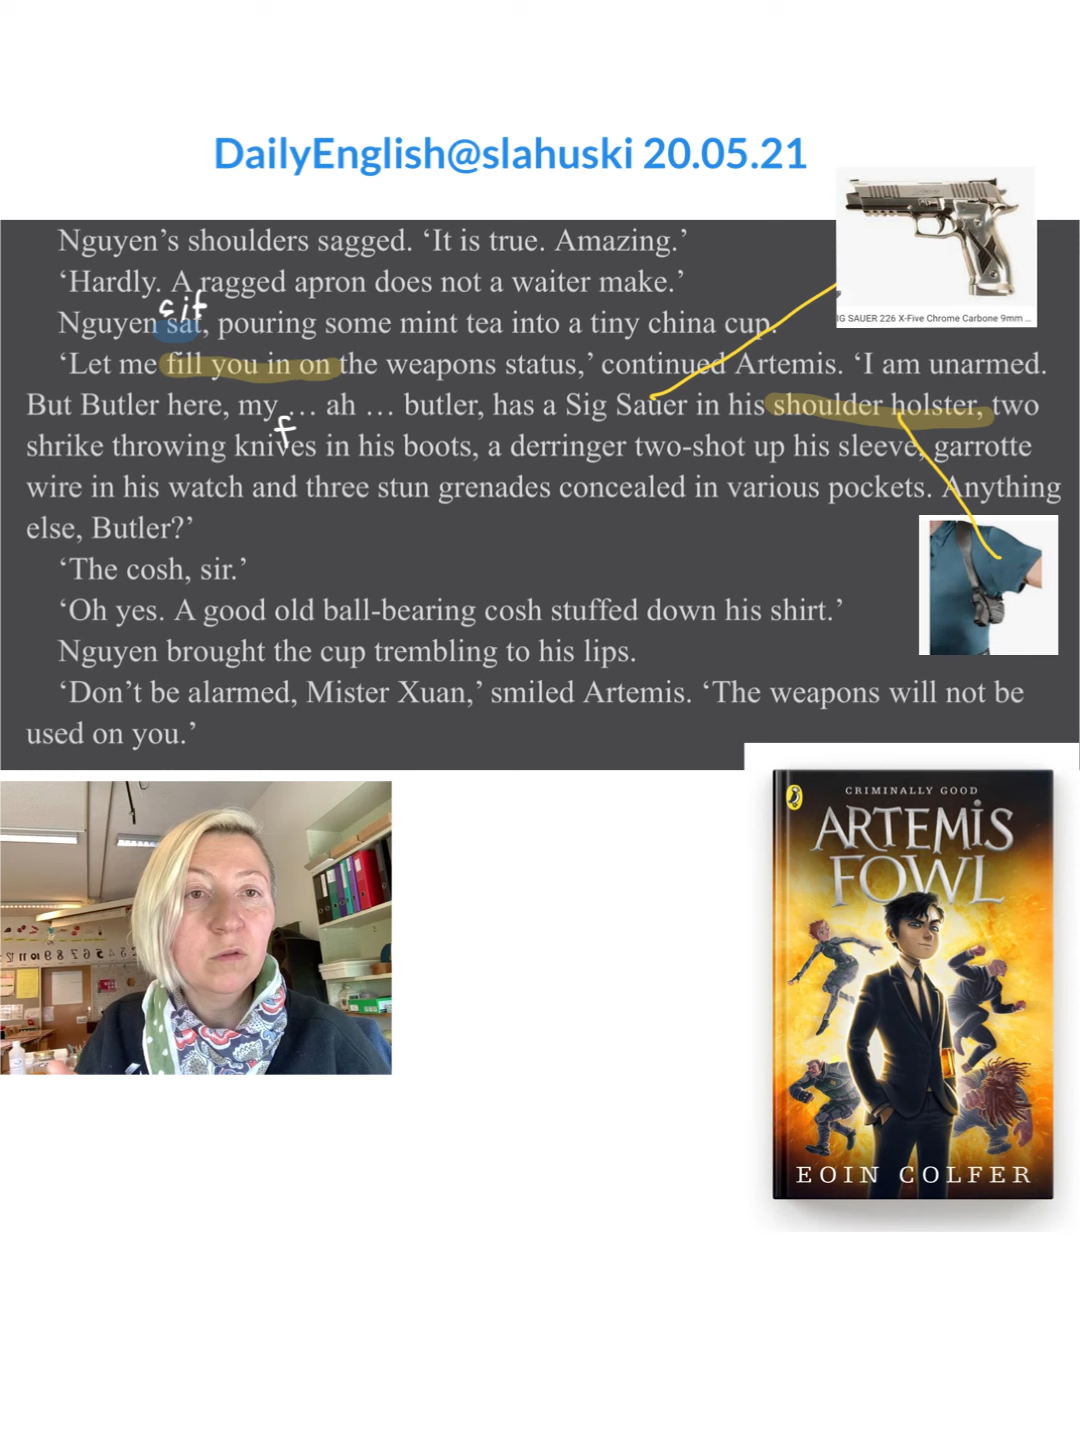 DailyEnglish@slahuski 20.05.21
Nguyen’s shoulders sagged. ‘It is true. Amazing.’
‘Hardly. A ragged apron does not a waiter make.’
sit
Nguyen sat, pouring some mint tea into a tiny china cup.
IG SAUER 226 X-Five Chrome Carbone 9mm ...
‘Let me fill you in on the weapons status,’ continued Artemis. ‘I am unarmed.
But Butler here, my … ah … butler, has a Sig Sauer in his shoulder holster, two
f
shrike throwing knives in his boots, a derringer two-shot up his sleeve, garrotte
wire in his watch and three stun grenades concealed in various pockets. Anything
else, Butler?’
‘The cosh, sir.’
‘Oh yes. A good old ball-bearing cosh stuffed down his shirt.’
Nguyen brought the cup trembling to his lips.
‘Don’t be alarmed, Mister Xuan,’ smiled Artemis. ‘The weapons will not be
used on you.’
CRIMINALLY GOOD
ARTEMIS
FOWL
EOIN COLFER